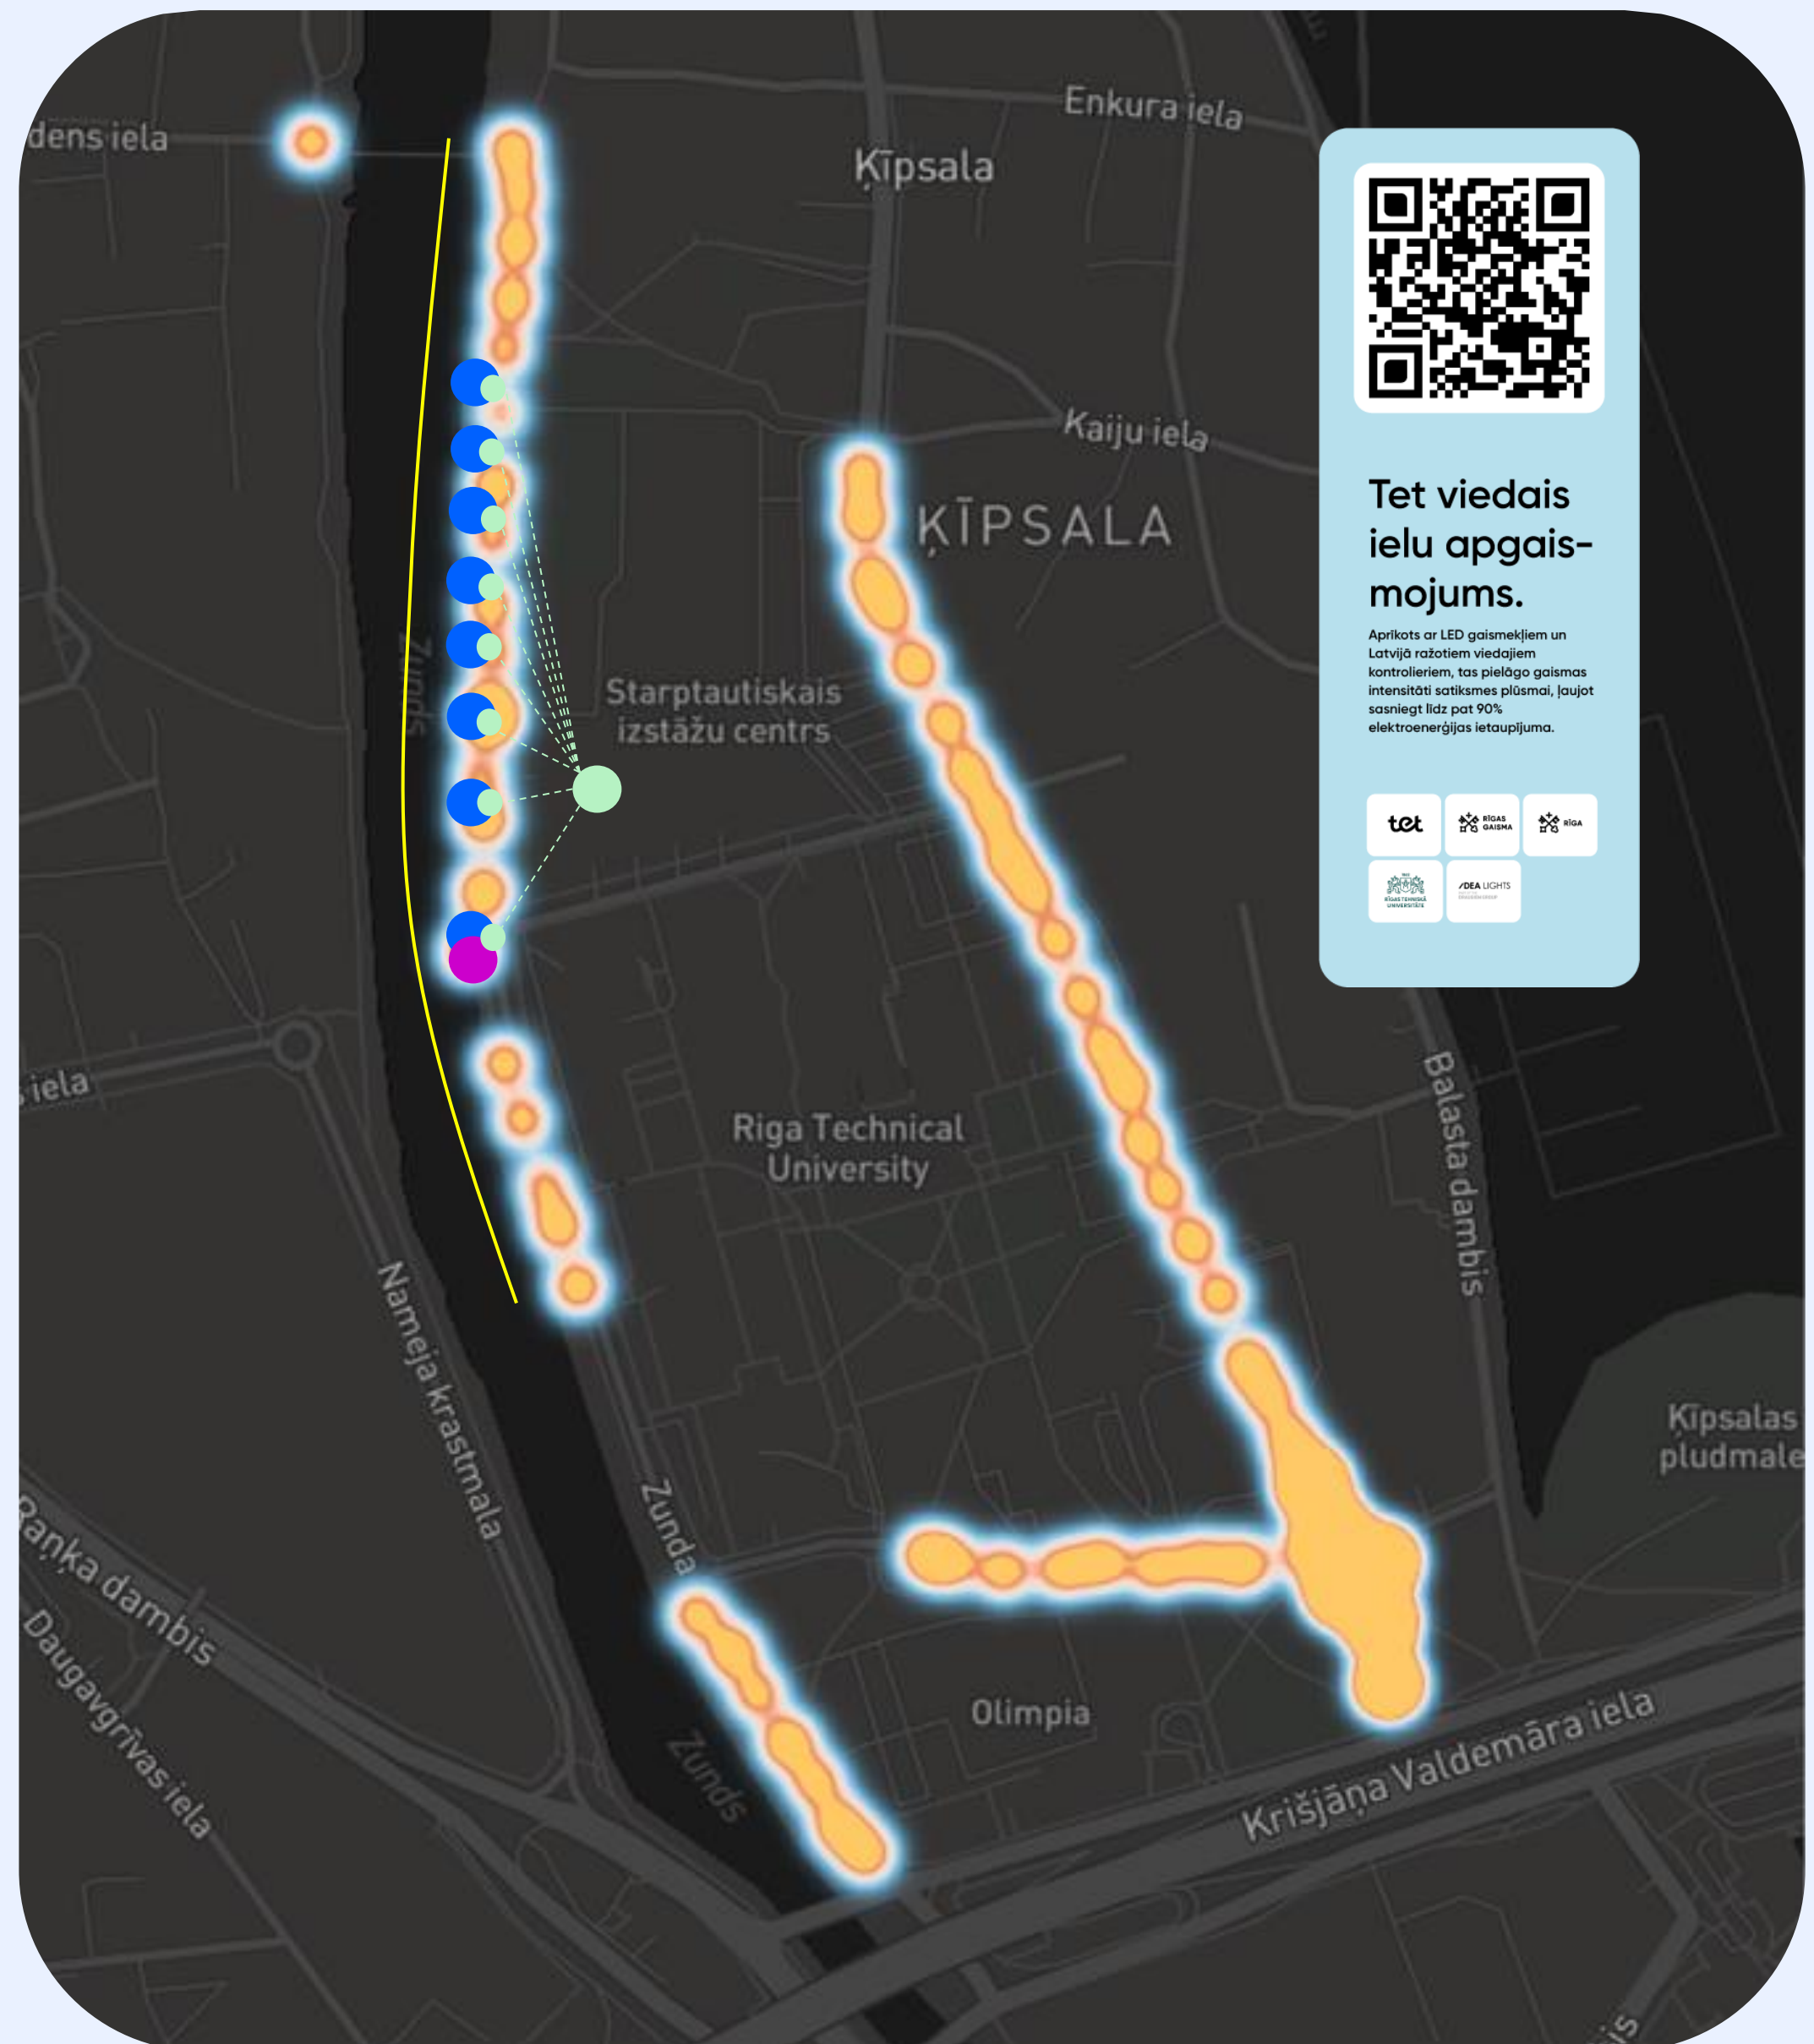 dens iela
Enkura iela
Ķīpsala
Kaiju iela
ĶĪPSALA
Zunds
Starptautiskais
izstāžu centrs
Tet viedais
ielu apgais-
mojums.
Aprīkots ar LED gaismekļiem un
Latvijā ražotiem viedajiem
kontrolieriem, tas pielāgo gaismas
intensitāti satiksmes plūsmai, ļaujot
sasniegt līdz pat 90%
elektroenerģijas ietaupījuma.
tet
RĪGAS
GAISMA
RĪGA
RĪGAS TEHNISKĀ
UNIVERSITĀTE
IDEA LIGHTS
s iela
Riga Technical
University
Balasta dambis
Nameja krastmala
Ķīpsalas
pludmale
Zunda
Raņķa dambis
Daugavgrīvas iela
Olimpia
Zunds
Krišjāņa Valdemāra iela
is